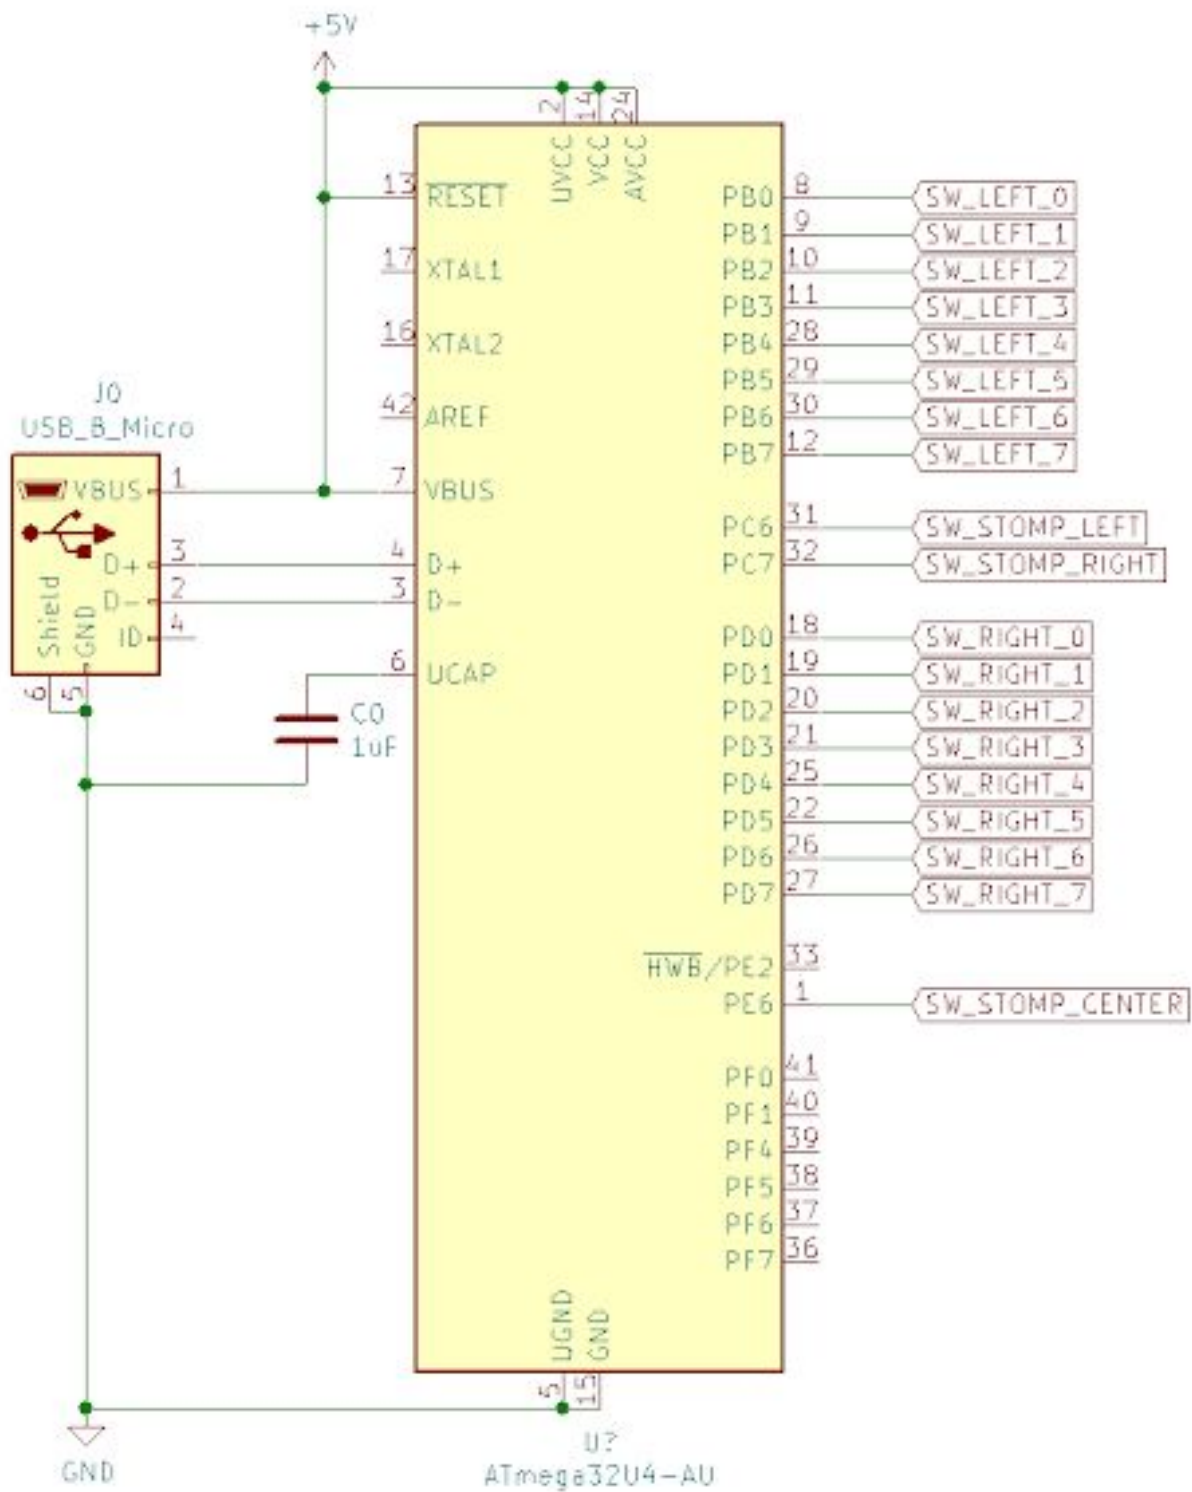 +5V
2
14
24
UVCC
VCC
AVCC
13 RESET
17 XTAL1
16 XTAL2
42 AREF
7 VBUS
4 D+
3 D-
6 UCAP
J0
USB_B_Micro
VBUS 1
D+ 3
D- 2
ID 4
Shield
GND
6
5
C0
1uF
PB0 8 SW_LEFT_0
PB1 9 SW_LEFT_1
PB2 10 SW_LEFT_2
PB3 11 SW_LEFT_3
PB4 28 SW_LEFT_4
PB5 29 SW_LEFT_5
PB6 30 SW_LEFT_6
PB7 12 SW_LEFT_7
PC6 31 SW_STOMP_LEFT
PC7 32 SW_STOMP_RIGHT
PD0 18 SW_RIGHT_0
PD1 19 SW_RIGHT_1
PD2 20 SW_RIGHT_2
PD3 21 SW_RIGHT_3
PD4 25 SW_RIGHT_4
PD5 22 SW_RIGHT_5
PD6 26 SW_RIGHT_6
PD7 27 SW_RIGHT_7
HWB/PE2 33
PE6 1 SW_STOMP_CENTER
PF0 41
PF1 40
PF4 39
PF5 38
PF6 37
PF7 36
UGND
GND
5
15
GND
U?
ATmega32U4-AU